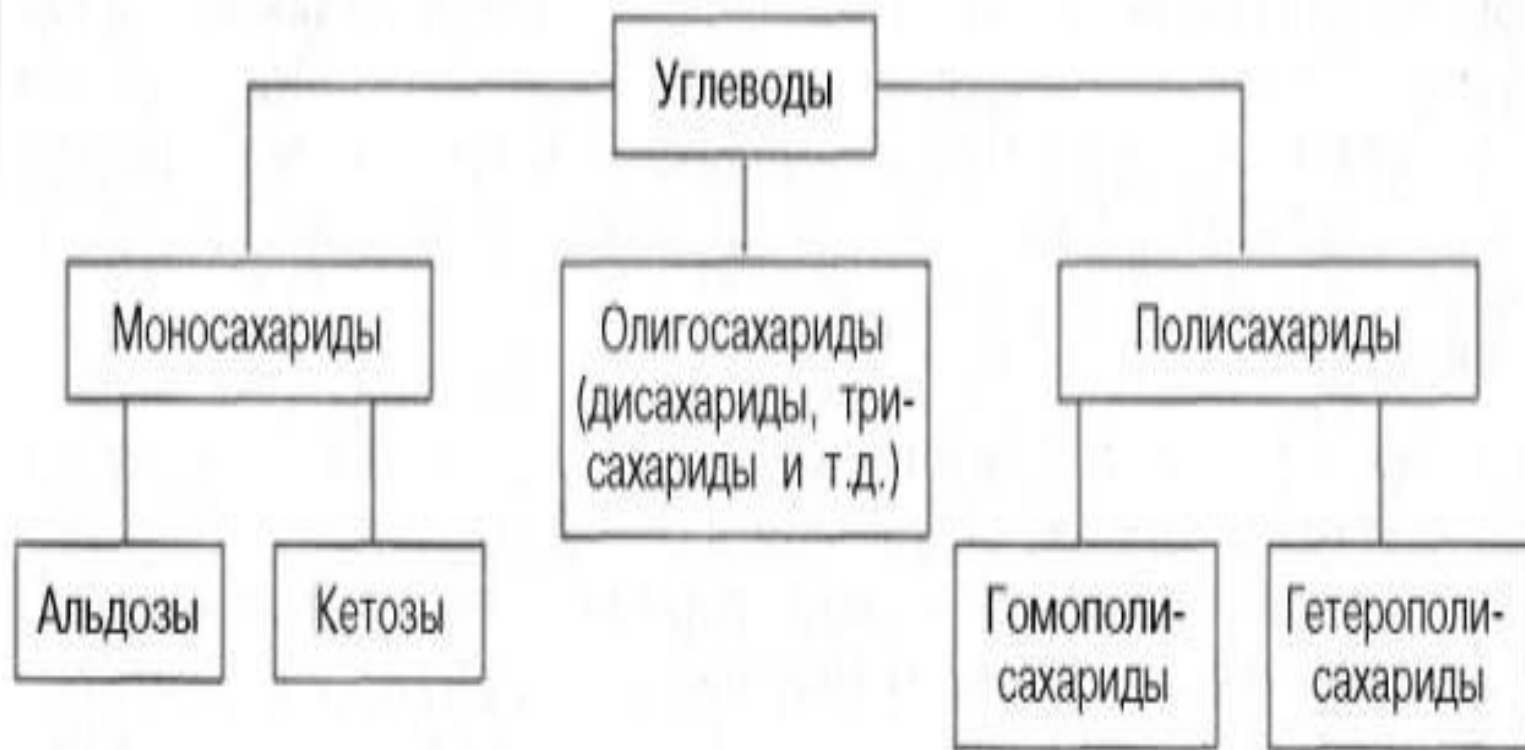 Углеводы
Моносахариды
Олигосахариды
(дисахариды, три-
сахариды и т.д.)
Полисахариды
Альдозы
Кетозы
Гомополи-
сахариды
Гетерополи-
сахариды